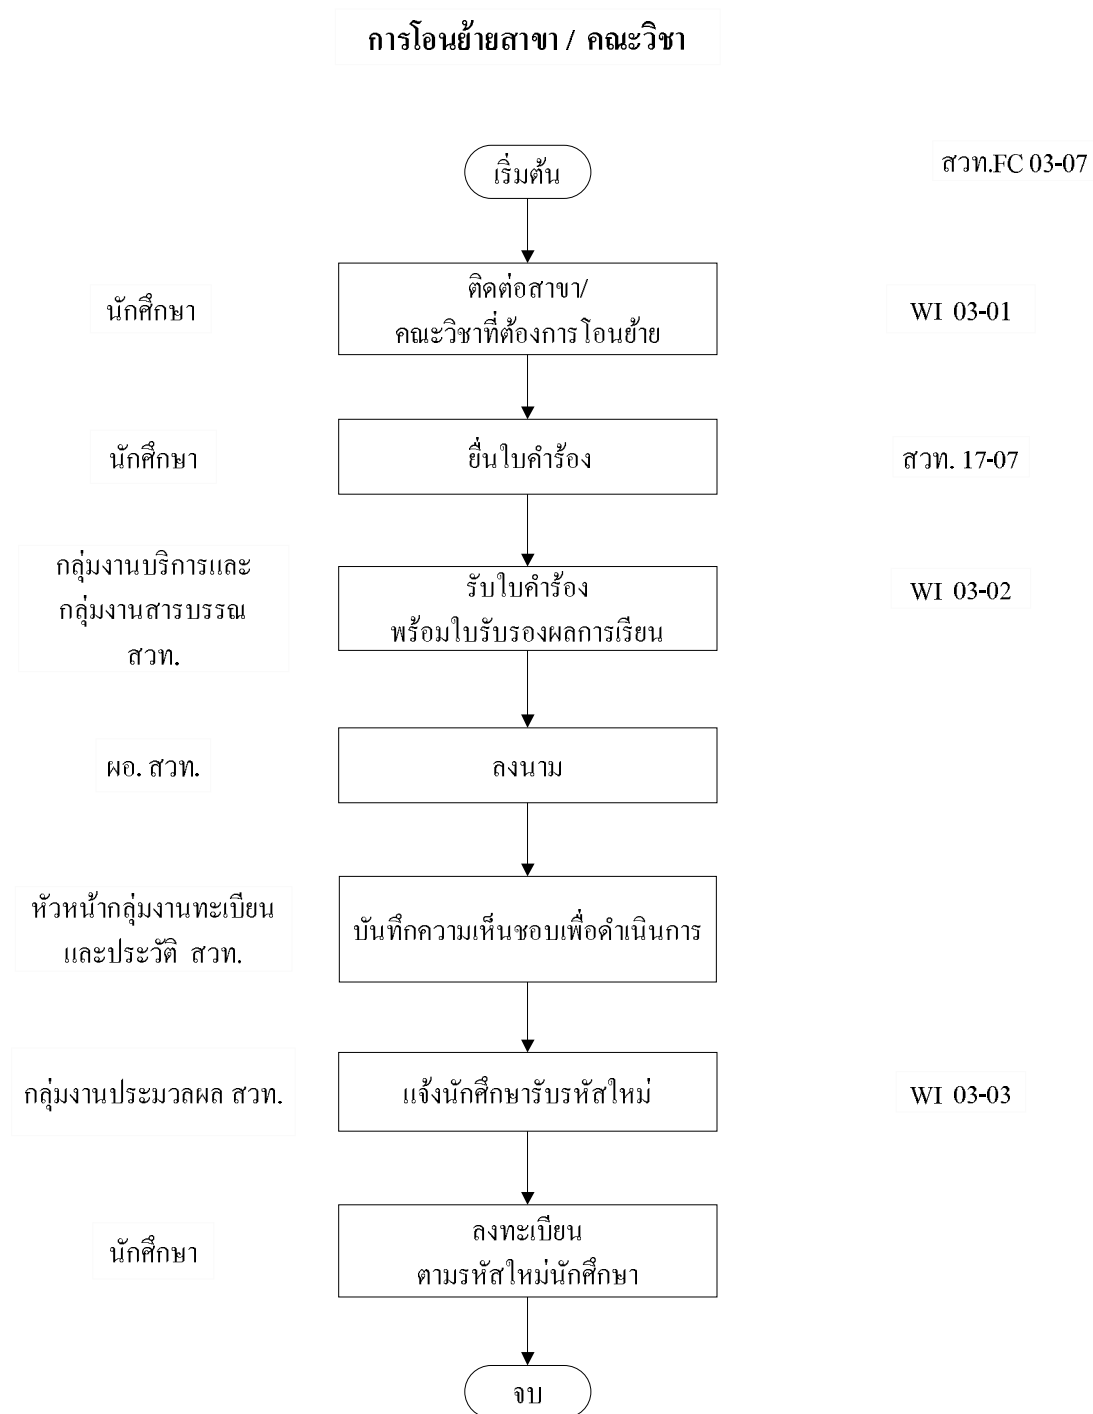 การโอนย้ายสาขา / คณะวิชา
เริ่มต้น
สวท.FC 03-07
นักศึกษา
ติดต่อสาขา/
คณะวิชาที่ต้องการโอนย้าย
WI 03-01
นักศึกษา
ยื่นใบคำร้อง
สวท. 17-07
กลุ่มงานบริการและ
กลุ่มงานสารบรรณ
สวท.
รับใบคำร้อง
พร้อมใบรับรองผลการเรียน
WI 03-02
ผอ. สวท.
ลงนาม
หัวหน้ากลุ่มงานทะเบียน
และประวัติ สวท.
บันทึกความเห็นชอบเพื่อดำเนินการ
กลุ่มงานประมวลผล สวท.
แจ้งนักศึกษารับรหัสใหม่
WI 03-03
นักศึกษา
ลงทะเบียน
ตามรหัสใหม่นักศึกษา
จบ